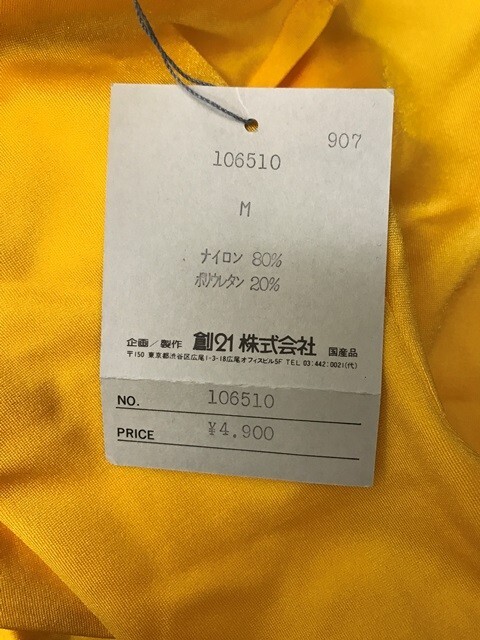 907
106510
M
ナイロン 80%
ポリウレタン 20%
企画/製作 創21株式会社 国産品
〒150 東京都渋谷区広尾1-3-18広尾オフィスビル5F TEL 03:442:0021(代)
NO. 106510
PRICE ¥4,900